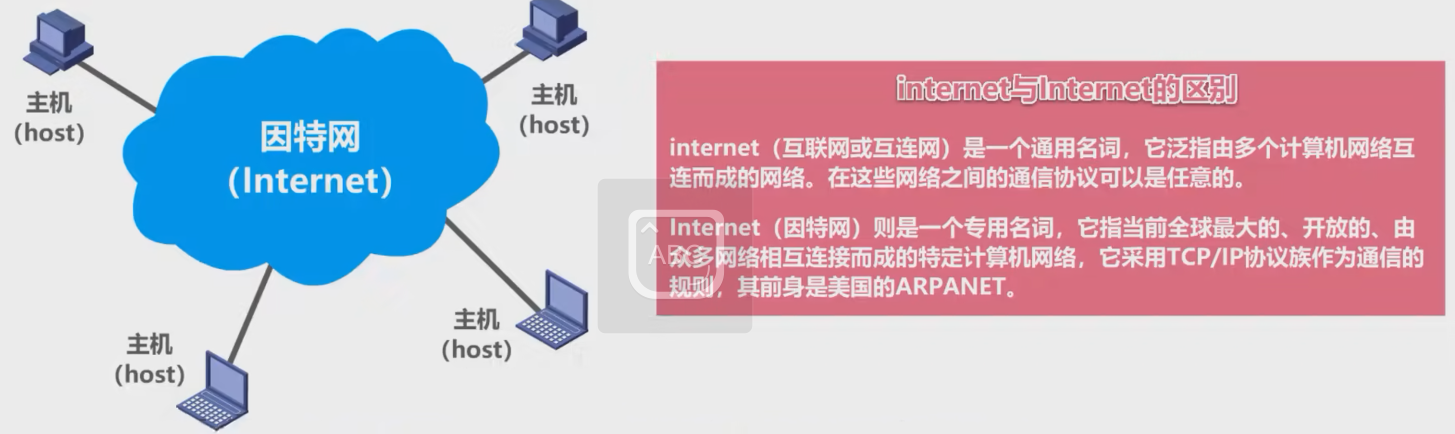 主机
(host)
主机
(host)
因特网
(Internet)
主机
(host)
主机
(host)
internet与Internet的区别
internet（互联网或互连网）是一个通用名词，它泛指由多个计算机网络互
连而成的网络。在这些网络之间的通信协议可以是任意的。
Internet（因特网）则是一个专用名词，它指当前全球最大的、开放的、由
众多网络相互连接而成的特定计算机网络，它采用TCP/IP协议族作为通信的
规则，其前身是美国的ARPANET。
ABC